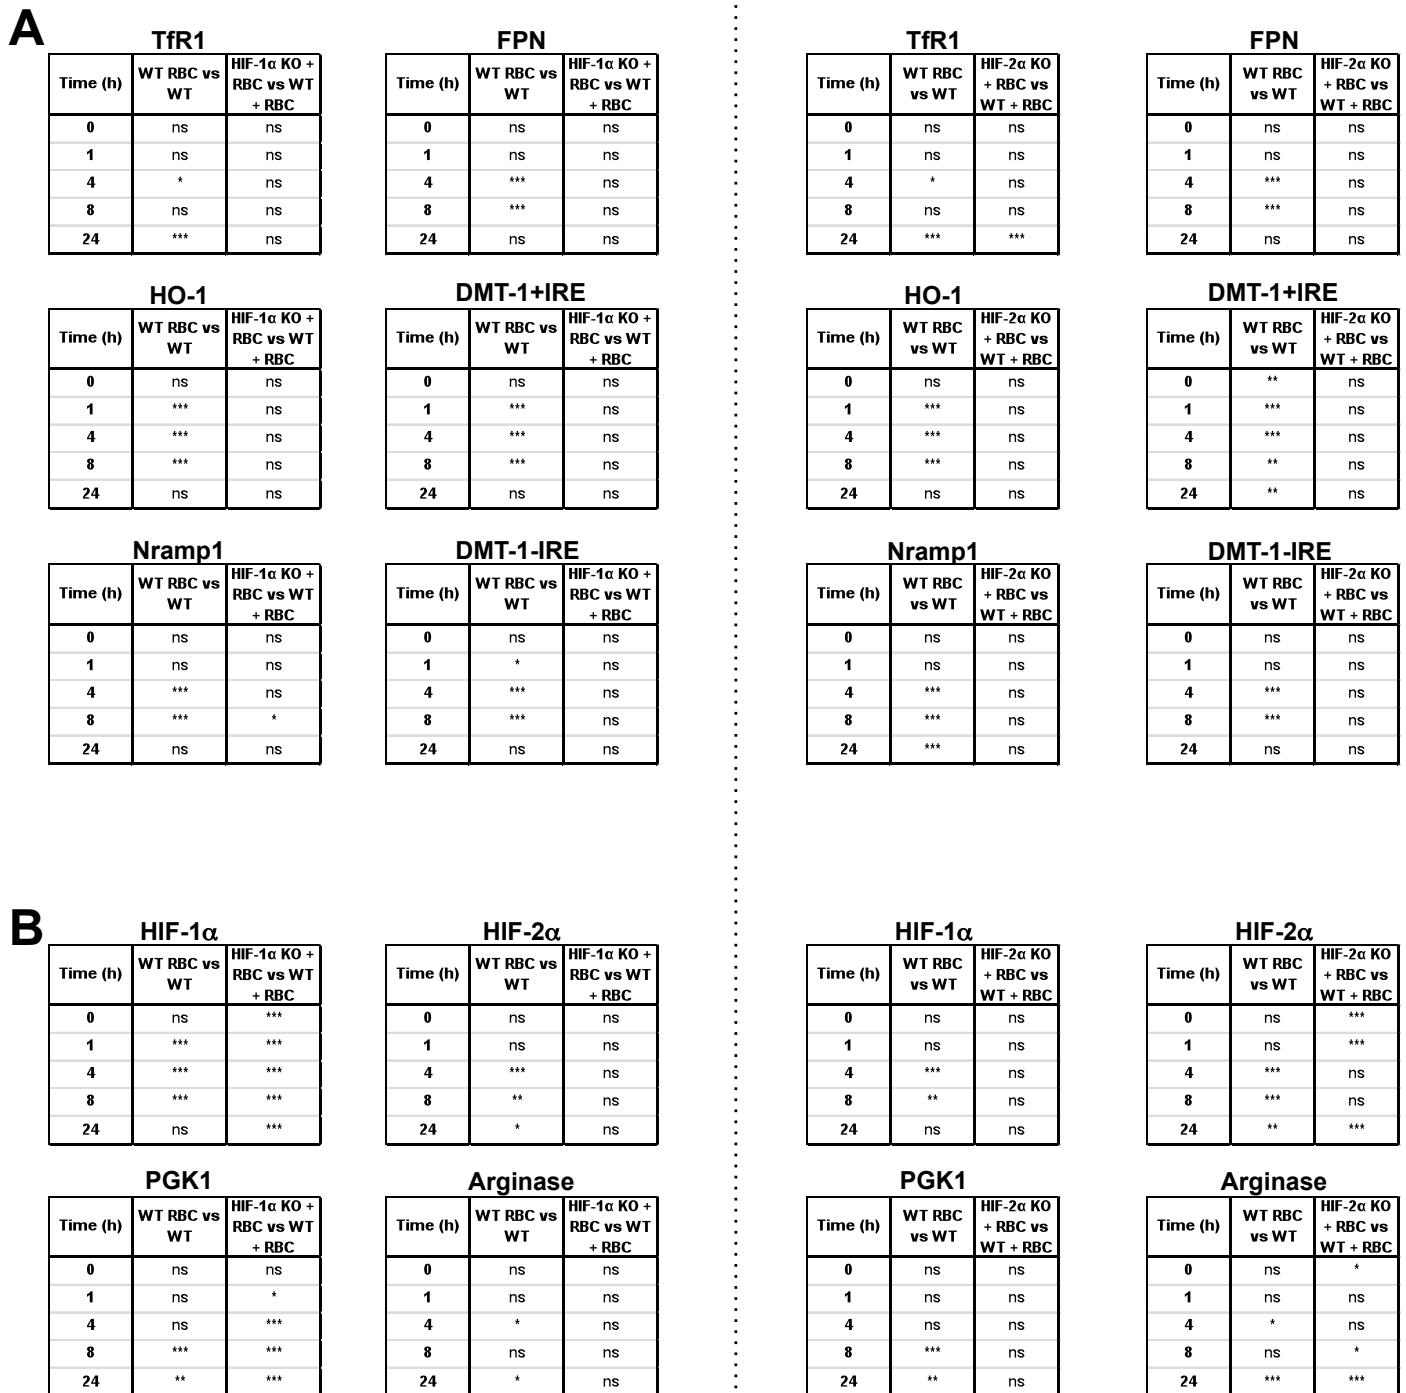 A
TfR1 FPN TfR1 FPN
Time (h) WT RBC vs WT HIF-1α KO + RBC vs WT + RBC Time (h) WT RBC vs WT HIF-1α KO + RBC vs WT + RBC Time (h) WT RBC vs WT HIF-2α KO + RBC vs WT + RBC Time (h) WT RBC vs WT HIF-2α KO + RBC vs WT + RBC
0 ns ns 0 ns ns 0 ns ns 0 ns ns
1 ns ns 1 ns ns 1 ns ns 1 ns ns
4 * ns 4 *** ns 4 * ns 4 *** ns
8 ns ns 8 *** ns 8 ns ns 8 *** ns
24 *** ns 24 ns ns 24 *** *** 24 ns ns
HO-1 DMT-1+IRE HO-1 DMT-1+IRE
Time (h) WT RBC vs WT HIF-1α KO + RBC vs WT + RBC Time (h) WT RBC vs WT HIF-1α KO + RBC vs WT + RBC Time (h) WT RBC vs WT HIF-2α KO + RBC vs WT + RBC Time (h) WT RBC vs WT HIF-2α KO + RBC vs WT + RBC
0 ns ns 0 ns ns 0 ns ns 0 ** ns
1 *** ns 1 *** ns 1 *** ns 1 *** ns
4 *** ns 4 *** ns 4 *** ns 4 *** ns
8 *** ns 8 *** ns 8 *** ns 8 ** ns
24 ns ns 24 ns ns 24 ns ns 24 ** ns
Nramp1 DMT-1-IRE Nramp1 DMT-1-IRE
Time (h) WT RBC vs WT HIF-1α KO + RBC vs WT + RBC Time (h) WT RBC vs WT HIF-1α KO + RBC vs WT + RBC Time (h) WT RBC vs WT HIF-2α KO + RBC vs WT + RBC Time (h) WT RBC vs WT HIF-2α KO + RBC vs WT + RBC
0 ns ns 0 ns ns 0 ns ns 0 ns ns
1 ns ns 1 * ns 1 ns ns 1 ns ns
4 *** ns 4 *** ns 4 *** ns 4 *** ns
8 *** * 8 *** ns 8 *** ns 8 *** ns
24 ns ns 24 ns ns 24 *** ns 24 ns ns
B
HIF-1α HIF-2α HIF-1α HIF-2α
Time (h) WT RBC vs WT HIF-1α KO + RBC vs WT + RBC Time (h) WT RBC vs WT HIF-1α KO + RBC vs WT + RBC Time (h) WT RBC vs WT HIF-2α KO + RBC vs WT + RBC Time (h) WT RBC vs WT HIF-2α KO + RBC vs WT + RBC
0 ns *** 0 ns ns 0 ns ns 0 ns ***
1 *** *** 1 ns ns 1 ns ns 1 ns ***
4 *** *** 4 *** ns 4 *** ns 4 *** ns
8 *** *** 8 ** ns 8 ** ns 8 *** ns
24 ns *** 24 * ns 24 ns ns 24 ** ***
PGK1 Arginase PGK1 Arginase
Time (h) WT RBC vs WT HIF-1α KO + RBC vs WT + RBC Time (h) WT RBC vs WT HIF-1α KO + RBC vs WT + RBC Time (h) WT RBC vs WT HIF-2α KO + RBC vs WT + RBC Time (h) WT RBC vs WT HIF-2α KO + RBC vs WT + RBC
0 ns ns 0 ns ns 0 ns ns 0 ns *
1 ns * 1 ns ns 1 ns ns 1 ns ns
4 ns *** 4 * ns 4 ns ns 4 * ns
8 *** *** 8 ns ns 8 *** ns 8 ns *
24 ** *** 24 * ns 24 ** ns 24 *** ***